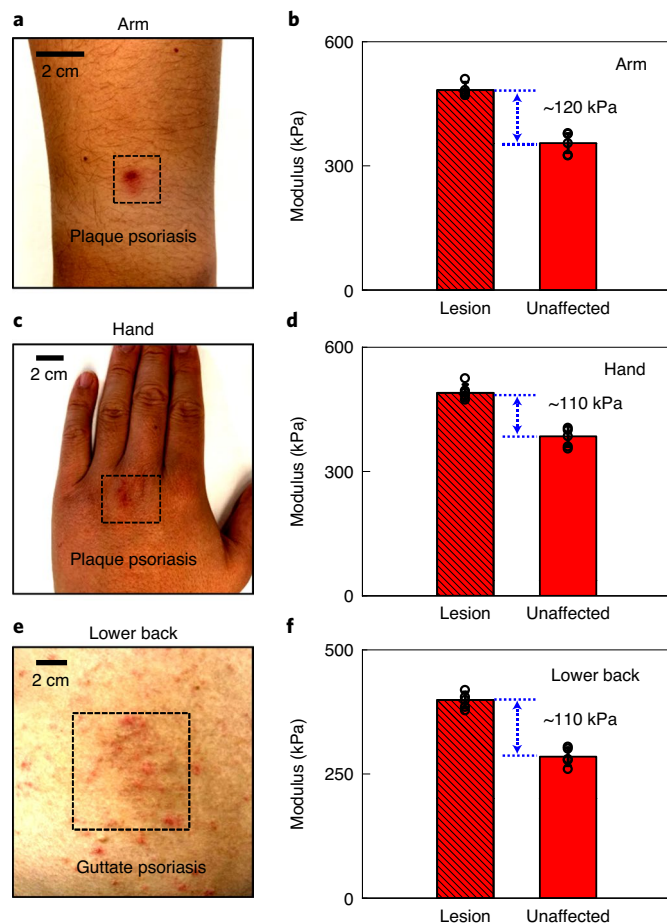 a
Arm
2 cm
Plaque psoriasis
b
600
300
0
Modulus (kPa)
Arm
~120 kPa
Lesion
Unaffected
c
Hand
2 cm
Plaque psoriasis
d
600
300
0
Modulus (kPa)
Hand
~110 kPa
Lesion
Unaffected
e
Lower back
2 cm
Guttate psoriasis
f
500
250
0
Modulus (kPa)
Lower back
~110 kPa
Lesion
Unaffected